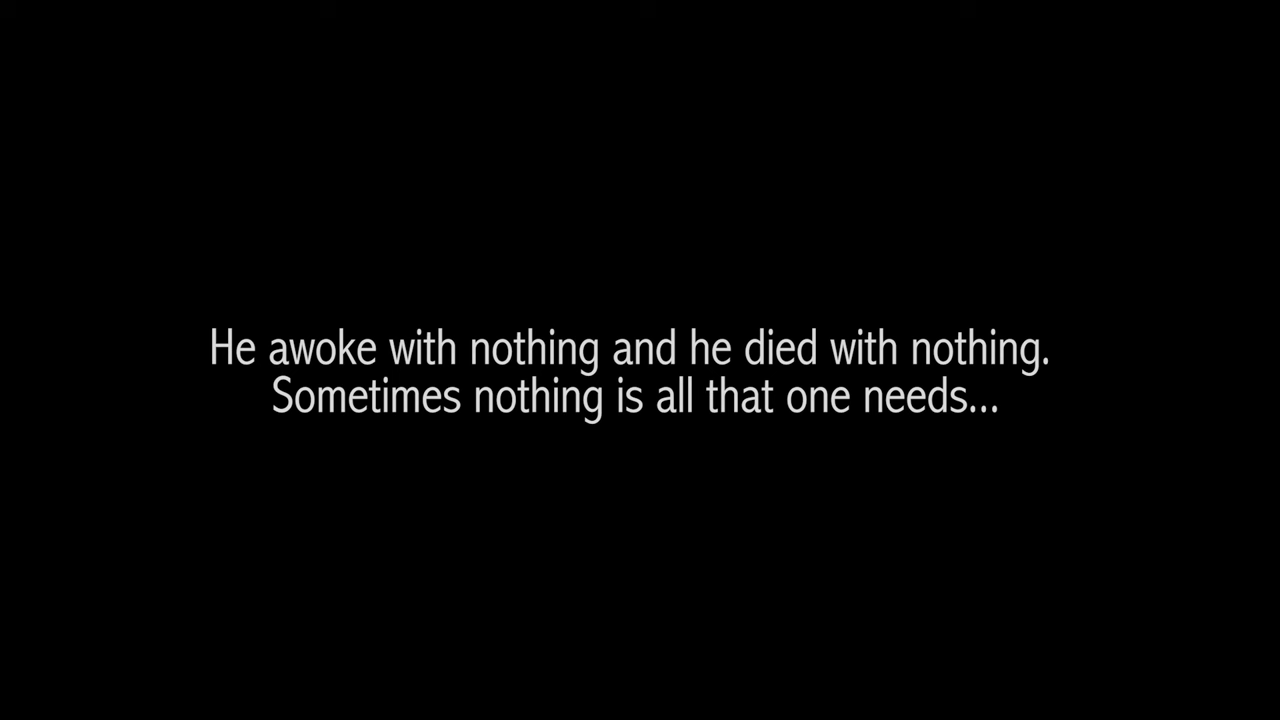 He awoke with nothing and he died with nothing.
Sometimes nothing is all that one needs...